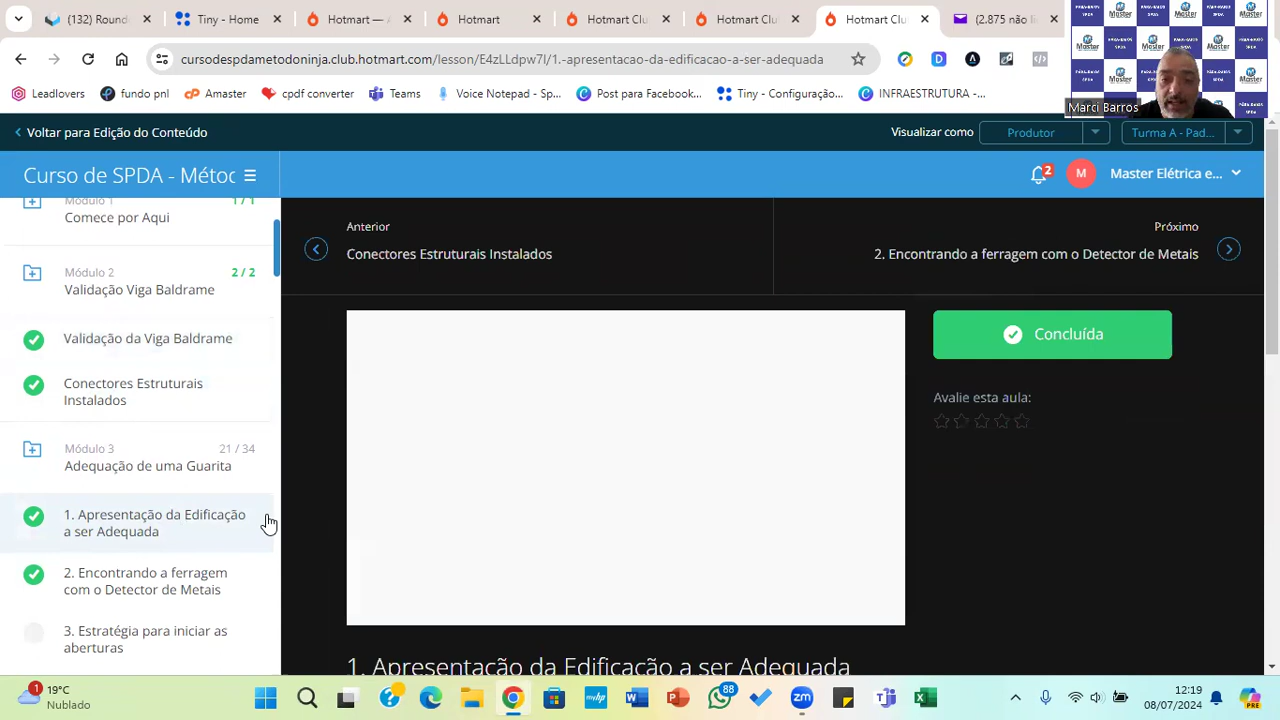 (132) Round
Tiny - Home
Hotmart —
Hotmart
Hotmart Clu
Hotmart Clu
Hotmart Clu
(2.875 não li
cursodespdametodoninja.club.hotmart.com/lesson/E4zLLdpw7l/1.-apresentacao-da-edificacao-a-ser-adequada
Leadlovers
fundo pnl
Amaster
cpdf converter
Teams
Voice Notepad - Sp...
Post para Facebook...
Tiny - Configuração...
INFRAESTRUTURA - ...
Marci Barros
Voltar para Edição do Conteúdo
Visualizar como
Produtor
Turma A - Pad...
Curso de SPDA - Métoc
2
M
Master Elétrica e...
Módulo 1
1 / 1
Comece por Aqui
Módulo 2
2 / 2
Validação Viga Baldrame
Validação da Viga Baldrame
Conectores Estruturais
Instalados
Módulo 3
21 / 34
Adequação de uma Guarita
1. Apresentação da Edificação
a ser Adequada
2. Encontrando a ferragem
com o Detector de Metais
3. Estratégia para iniciar as
aberturas
Anterior
Conectores Estruturais Instalados
Próximo
2. Encontrando a ferragem com o Detector de Metais
Concluída
Avalie esta aula:
1. Apresentação da Edificação a ser Adequada
1
19°C
Nublado
88
12:19
08/07/2024